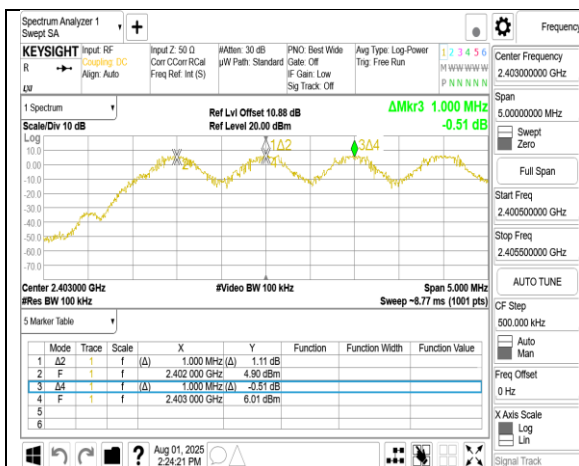 Spectrum Analyzer 1
Swept SA
Frequency
KEYSIGHT
R
Input: RF
Coupling: DC
Align: Auto
Input Z: 50 Ω
Corr CCorr RCal
Freq Ref: Int (S)
#Atten: 30 dB
µW Path: Standard
PNO: Best Wide
Gate: Off
IF Gain: Low
Sig Track: Off
Avg Type: Log-Power
Trig: Free Run
1 2 3 4 5 6
M W W W W W
P N N N N N
1 Spectrum
Scale/Div 10 dB
Ref Lvl Offset 10.88 dB
Ref Level 20.00 dBm
ΔMkr3 1.000 MHz
-0.51 dB
Log
10.0
0.00
-10.0
-20.0
-30.0
-40.0
-50.0
-60.0
-70.0
1Δ2
3Δ4
Center 2.403000 GHz
#Res BW 100 kHz
#Video BW 100 kHz
Span 5.000 MHz
Sweep ~8.77 ms (1001 pts)
5 Marker Table
Mode Trace Scale X Y Function Function Width Function Value
1 Δ2 1 f (Δ) 1.000 MHz (Δ) 1.11 dB
2 F 1 f 2.402 000 GHz 4.90 dBm
3 Δ4 1 f (Δ) 1.000 MHz (Δ) -0.51 dB
4 F 1 f 2.403 000 GHz 6.01 dBm
5
6
Aug 01, 2025
2:24:21 PM
Center Frequency
2.403000000 GHz
Span
5.00000000 MHz
Swept
Zero
Full Span
Start Freq
2.400500000 GHz
Stop Freq
2.405500000 GHz
AUTO TUNE
CF Step
500.000 kHz
Auto
Man
Freq Offset
0 Hz
X Axis Scale
Log
Lin
Signal Track